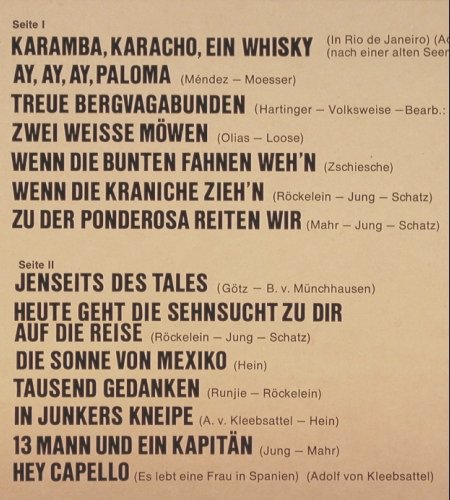 Seite I
KARAMBA, KARACHO, EIN WHISKY (In Rio de Janeiro)
(nach einer alten
AY, AY, AY, PALOMA (Méndez – Moesser)
TREUE BERGVAGABUNDEN (Hartinger – Volksweise – Bearb.:
ZWEI WEISSE MÖWEN (Olias – Loose)
WENN DIE BUNTEN FAHNEN WEH'N (Zschiesche)
WENN DIE KRANICHE ZIEH'N (Röckelein – Jung – Schatz)
ZU DER PONDEROSA REITEN WIR (Mahr – Jung – Schatz)
Seite II
JENSEITS DES TALES (Götz – B. v. Münchhausen)
HEUTE GEHT DIE SEHNSUCHT ZU DIR
AUF DIE REISE (Röckelein – Jung – Schatz)
DIE SONNE VON MEXIKO (Hein)
TAUSEND GEDANKEN (Runjie – Röckelein)
IN JUNKERS KNEIPE (A. v. Kleebsattel – Hein)
13 MANN UND EIN KAPITÄN (Jung – Mahr)
HEY CAPELLO (Es lebt eine Frau in Spanien) (Adolf von Kleebsattel)